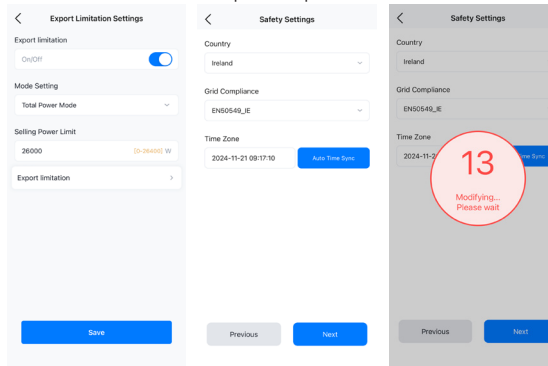 Export Limitation Settings
Export limitation
On/Off
Mode Setting
Total Power Mode
Selling Power Limit
26000
(0-26400) W
Export limitation
Save
Safety Settings
Country
Ireland
Grid Compliance
EN50549_IE
Time Zone
2024-11-21 09:17:10
Auto Time Sync
Previous
Next
Safety Settings
Country
Ireland
Grid Compliance
EN50549_IE
Time Zone
2024-11-2
me Sync
13
Modifying...
Please wait
Previous
Next